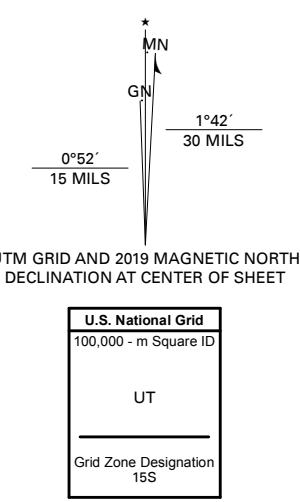 ★
MN
GN
1°42´
30 MILS
0°52´
15 MILS
UTM GRID AND 2019 MAGNETIC NORTH
DECLINATION AT CENTER OF SHEET
U.S. National Grid
100,000 - m Square ID
UT
Grid Zone Designation
15S